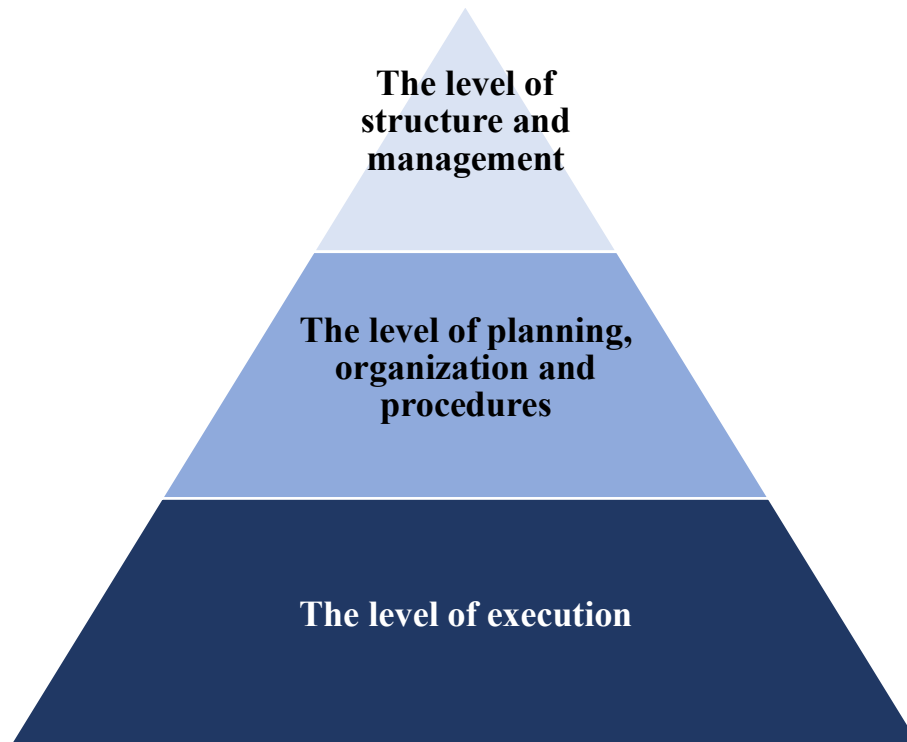 The level of
structure and
management
The level of planning,
organization and
procedures
The level of execution